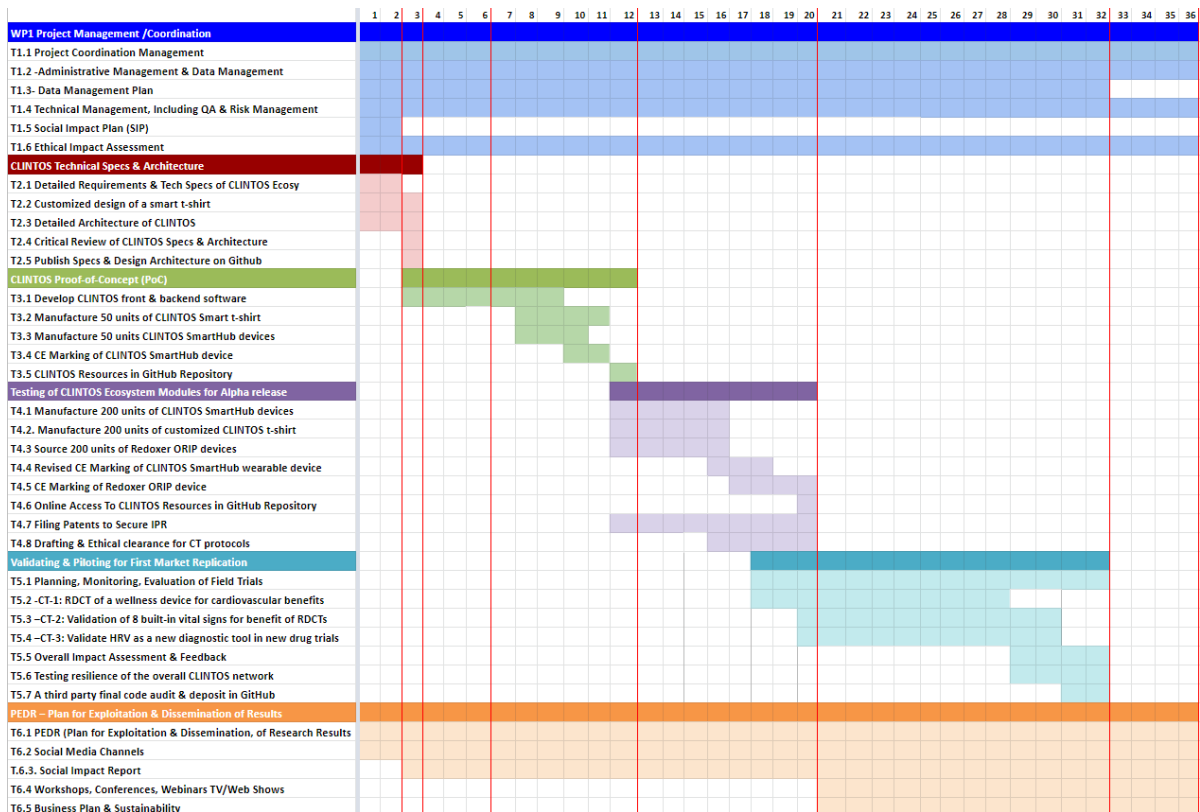 1 2 3 4 5 6 7 8 9 10 11 12 13 14 15 16 17 18 19 20 21 22 23 24 25 26 27 28 29 30 31 32 33 34 35 36
WP1 Project Management /Coordination
T1.1 Project Coordination Management
T1.2 -Administrative Management & Data Management
T1.3- Data Management Plan
T1.4 Technical Management, Including QA & Risk Management
T1.5 Social Impact Plan (SIP)
T1.6 Ethical Impact Assessment
CLINTOS Technical Specs & Architecture
T2.1 Detailed Requirements & Tech Specs of CLINTOS Ecosy
T2.2 Customized design of a smart t-shirt
T2.3 Detailed Architecture of CLINTOS
T2.4 Critical Review of CLINTOS Specs & Architecture
T2.5 Publish Specs & Design Architecture on Github
CLINTOS Proof-of-Concept (PoC)
T3.1 Develop CLINTOS front & backend software
T3.2 Manufacture 50 units of CLINTOS Smart t-shirt
T3.3 Manufacture 50 units CLINTOS SmartHub devices
T3.4 CE Marking of CLINTOS SmartHub device
T3.5 CLINTOS Resources in GitHub Repository
Testing of CLINTOS Ecosystem Modules for Alpha release
T4.1 Manufacture 200 units of CLINTOS SmartHub devices
T4.2. Manufacture 200 units of customized CLINTOS t-shirt
T4.3 Source 200 units of Redoxer ORIP devices
T4.4 Revised CE Marking of CLINTOS SmartHub wearable device
T4.5 CE Marking of Redoxer ORIP device
T4.6 Online Access To CLINTOS Resources in GitHub Repository
T4.7 Filing Patents to Secure IPR
T4.8 Drafting & Ethical clearance for CT protocols
Validating & Piloting for First Market Replication
T5.1 Planning, Monitoring, Evaluation of Field Trials
T5.2 -CT-1: RDCT of a wellness device for cardiovascular benefits
T5.3 –CT-2: Validation of 8 built-in vital signs for benefit of RDCTs
T5.4 –CT-3: Validate HRV as a new diagnostic tool in new drug trials
T5.5 Overall Impact Assessment & Feedback
T5.6 Testing resilience of the overall CLINTOS network
T5.7 A third party final code audit & deposit in GitHub
PEDR – Plan for Exploitation & Dissemination of Results
T6.1 PEDR (Plan for Exploitation & Dissemination, of Research Results
T6.2 Social Media Channels
T.6.3. Social Impact Report
T6.4 Workshops, Conferences, Webinars TV/Web Shows
T6.5 Business Plan & Sustainability